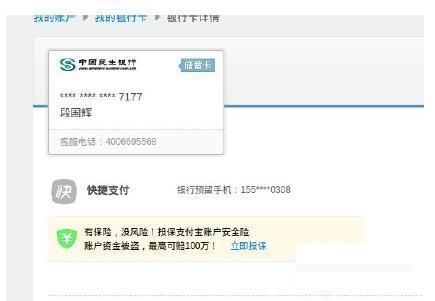 我的账户 我的银行卡 银行卡详情
中国民生银行 储蓄卡
**** **** **** 7177
段国辉
客服电话：4006695568
快 快捷支付 银行预留手机：155****0308
有保险，没风险！投保支付宝账户安全险
账户资金被盗，最高可赔100万！ 立即投保